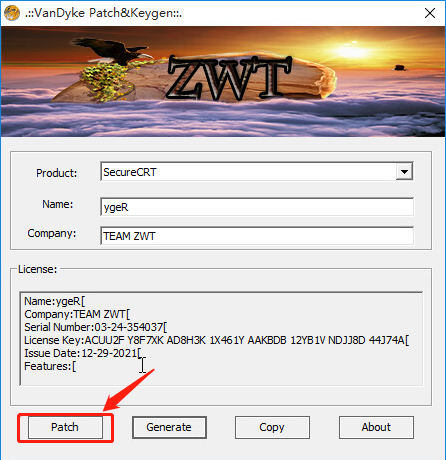 .::VanDyke Patch&Keygen::.
ZWT
Product:
SecureCRT
Name:
ygeR
Company:
TEAM ZWT
License:
Name:ygeR[
Company:TEAM ZWT[
Serial Number:03-24-354037[
License Key:ACUU2F Y8F7XK AD8H3K 1X461Y AAKBDB 12YB1V NDJJ8D 44J74A[
Issue Date:12-29-2021[
Features:[
Patch
Generate
Copy
About